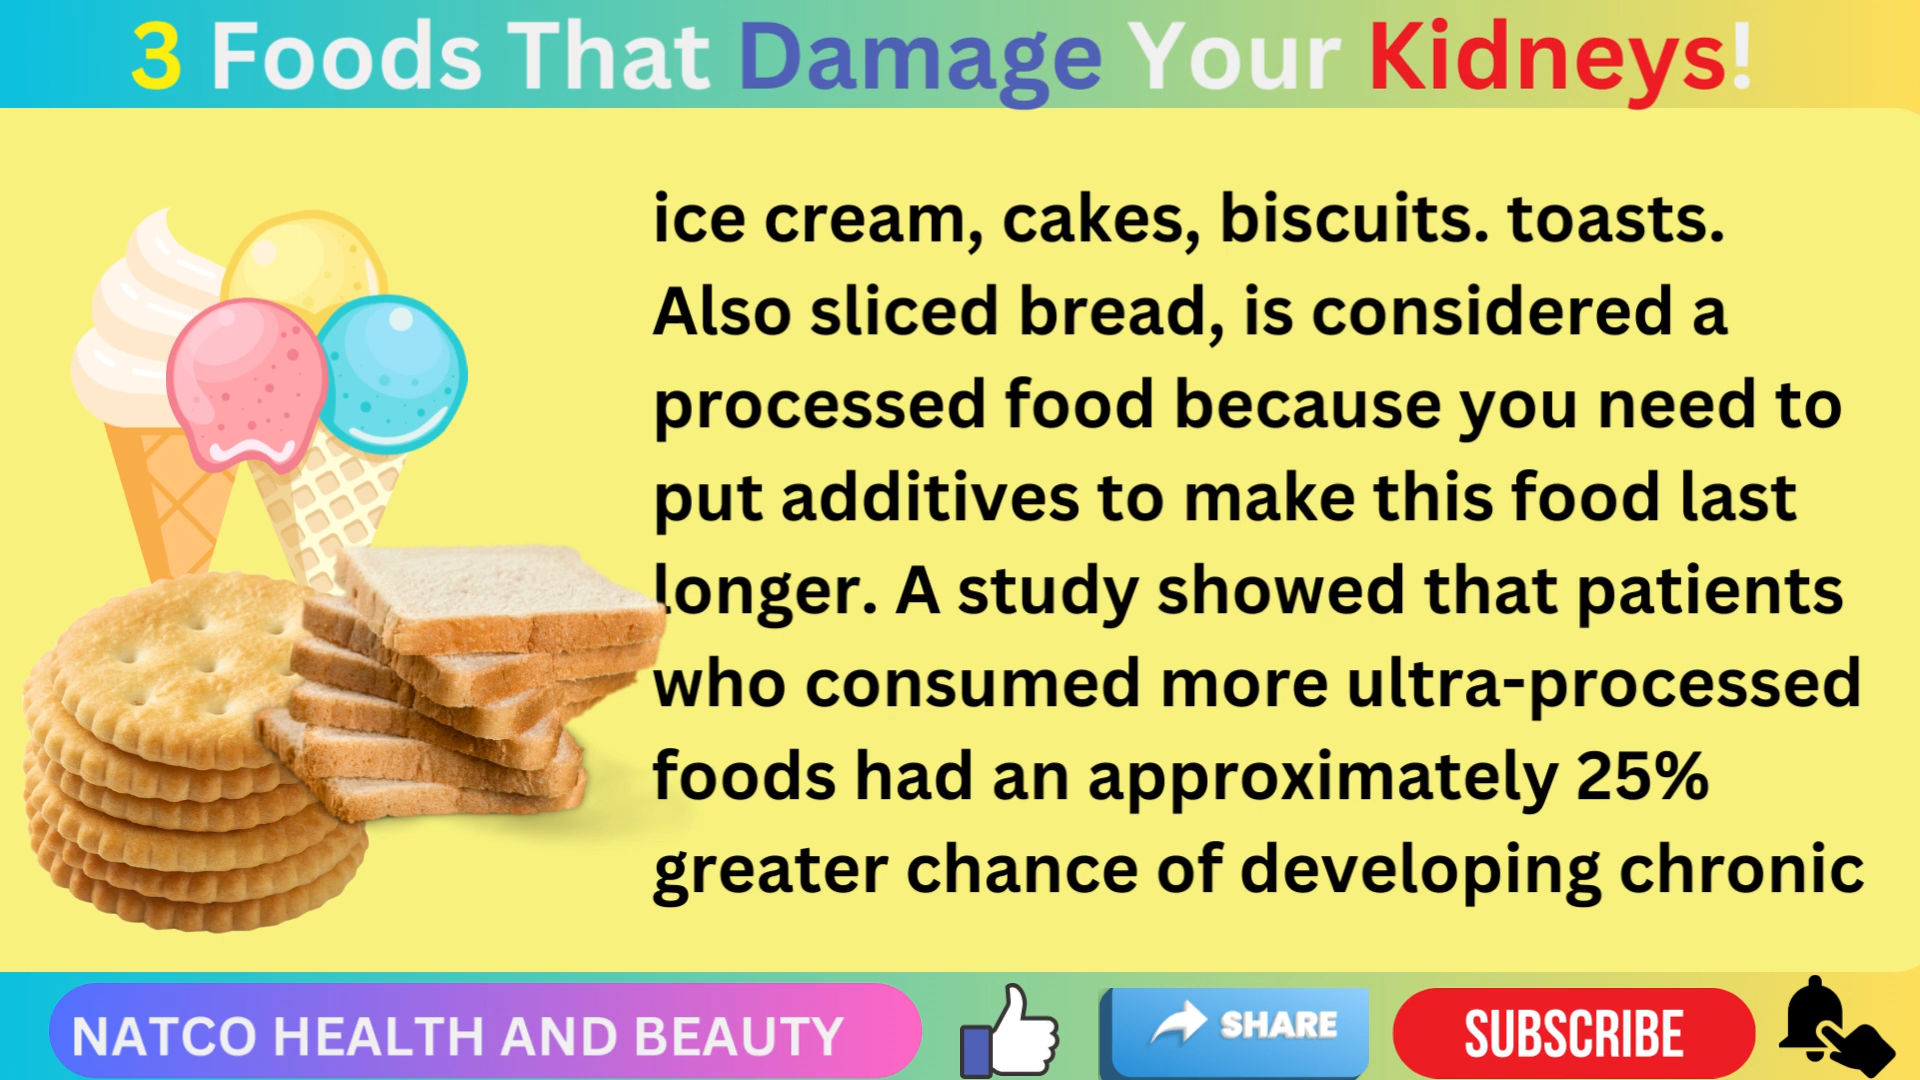 3 Foods That Damage Your Kidneys!
ice cream, cakes, biscuits. toasts.
Also sliced bread, is considered a
processed food because you need to
put additives to make this food last
longer. A study showed that patients
who consumed more ultra-processed
foods had an approximately 25%
greater chance of developing chronic
NATCO HEALTH AND BEAUTY
SHARE
SUBSCRIBE